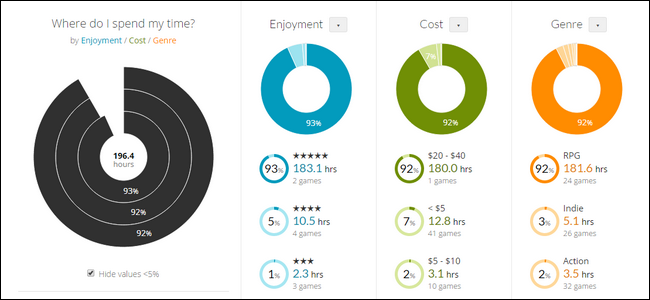 Where do I spend my time?
by Enjoyment / Cost / Genre
196.4
hours
93%
92%
92%
Hide values <5%
Enjoyment
93%
93%
★★★★★
183.1 hrs
2 games
5%
★★★★
10.5 hrs
4 games
1%
★★★
2.3 hrs
3 games
Cost
7%
92%
92%
$20 - $40
180.0 hrs
1 games
7%
< $5
12.8 hrs
41 games
2%
$5 - $10
3.1 hrs
10 games
Genre
92%
92%
RPG
181.6 hrs
24 games
3%
Indie
5.1 hrs
26 games
2%
Action
3.5 hrs
32 games